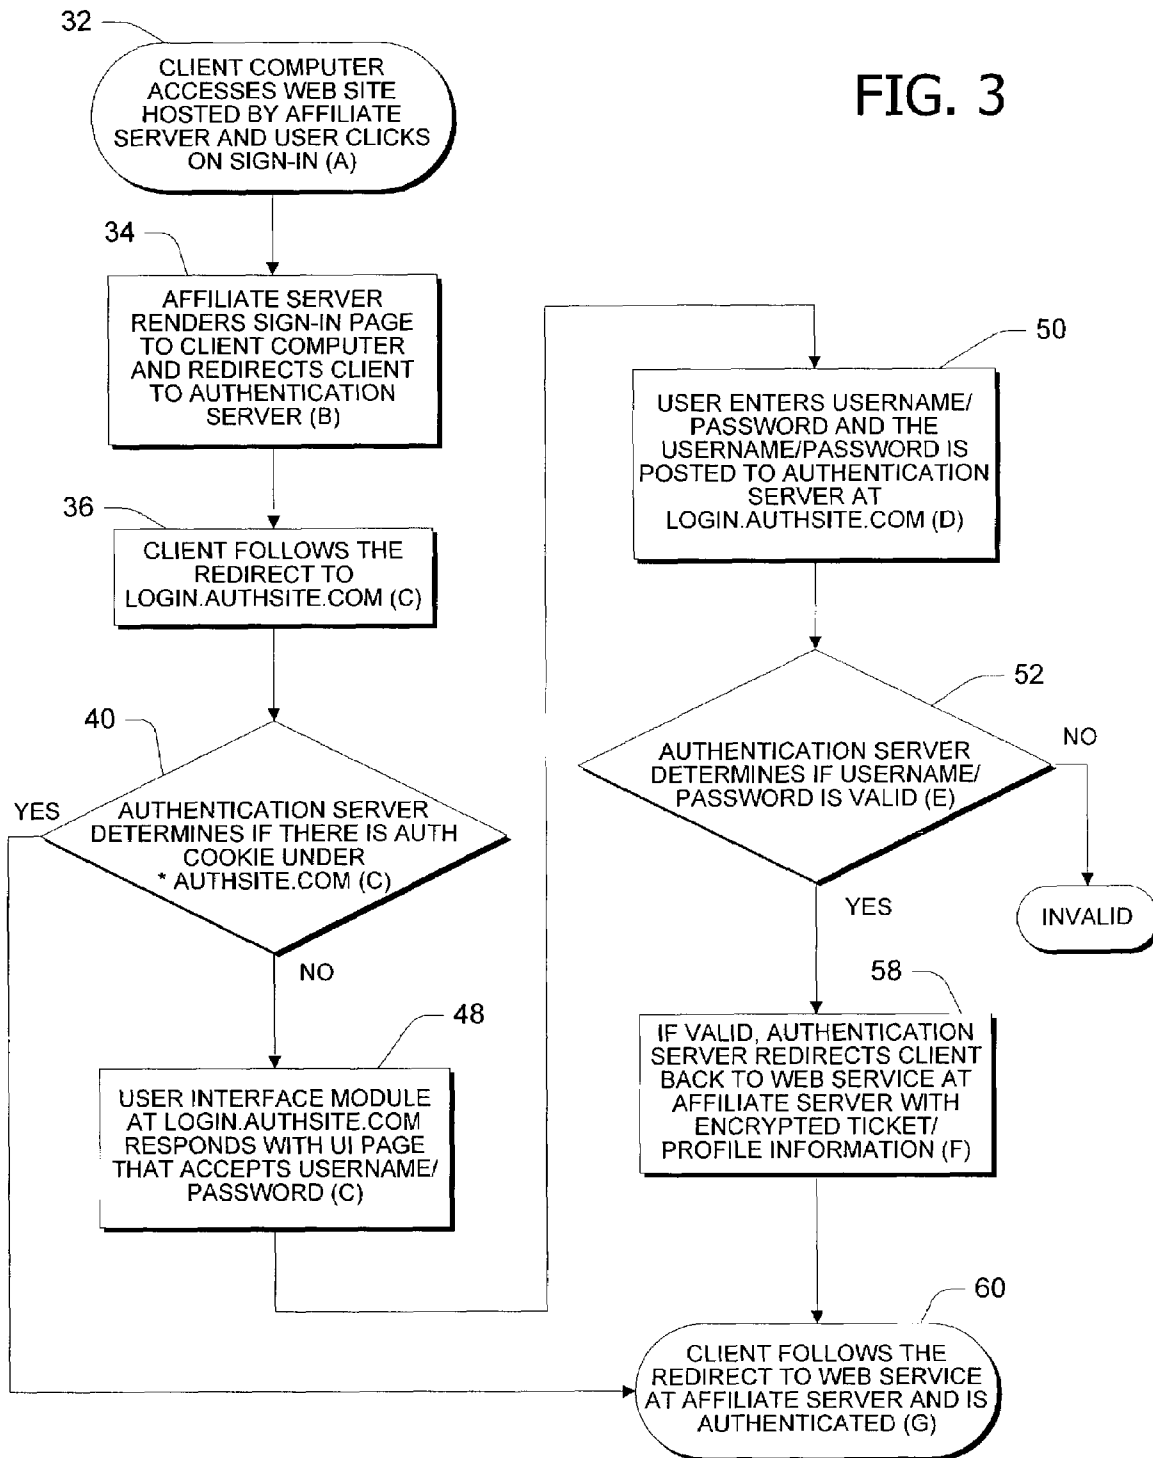 FIG. 3
32
CLIENT COMPUTER
ACCESSES WEB SITE
HOSTED BY AFFILIATE
SERVER AND USER CLICKS
ON SIGN-IN (A)
34
AFFILIATE SERVER
RENDERS SIGN-IN PAGE
TO CLIENT COMPUTER
AND REDIRECTS CLIENT
TO AUTHENTICATION
SERVER (B)
36
CLIENT FOLLOWS THE
REDIRECT TO
LOGIN.AUTHSITE.COM (C)
40
YES
AUTHENTICATION SERVER
DETERMINES IF THERE IS AUTH
COOKIE UNDER
* AUTHSITE.COM (C)
NO
48
USER INTERFACE MODULE
AT LOGIN.AUTHSITE.COM
RESPONDS WITH UI PAGE
THAT ACCEPTS USERNAME/
PASSWORD (C)
50
USER ENTERS USERNAME/
PASSWORD AND THE
USERNAME/PASSWORD IS
POSTED TO AUTHENTICATION
SERVER AT
LOGIN.AUTHSITE.COM (D)
52
NO
AUTHENTICATION SERVER
DETERMINES IF USERNAME/
PASSWORD IS VALID (E)
YES
INVALID
58
IF VALID, AUTHENTICATION
SERVER REDIRECTS CLIENT
BACK TO WEB SERVICE AT
AFFILIATE SERVER WITH
ENCRYPTED TICKET/
PROFILE INFORMATION (F)
60
CLIENT FOLLOWS THE
REDIRECT TO WEB SERVICE
AT AFFILIATE SERVER AND IS
AUTHENTICATED (G)